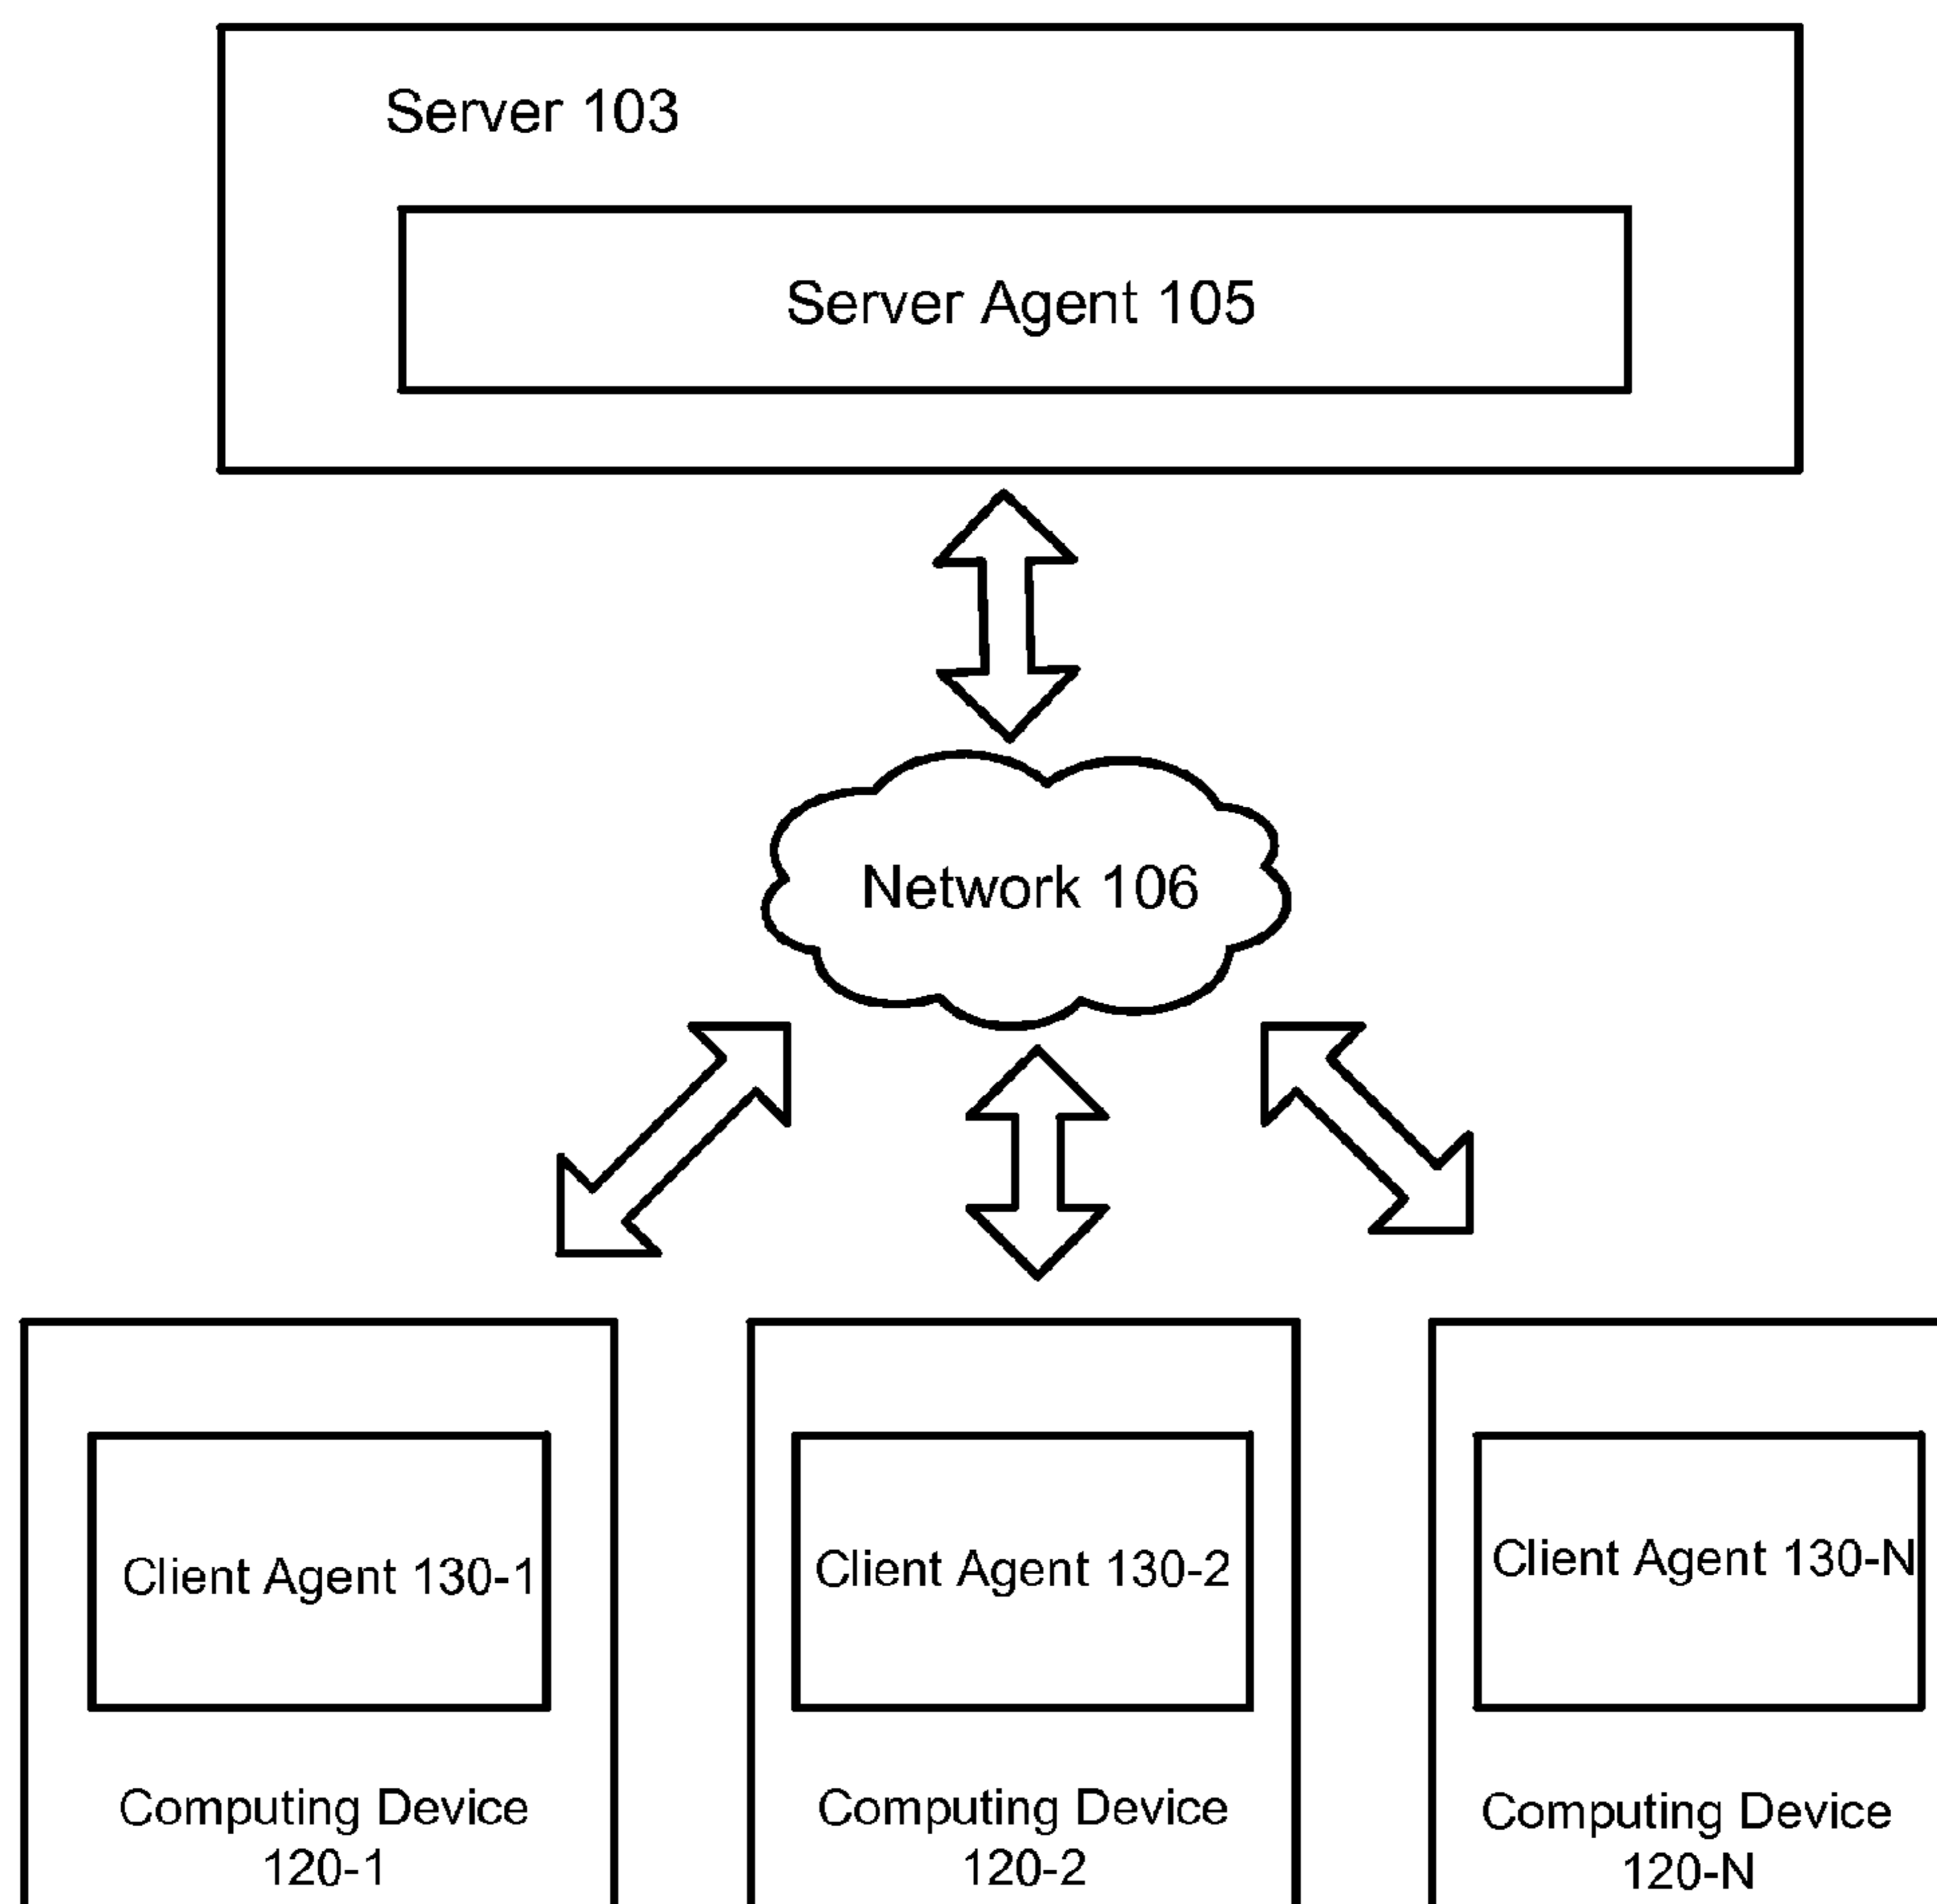 Server 103
Server Agent 105
Network 106
Client Agent 130-1
Client Agent 130-2
Client Agent 130-N
Computing Device
120-1
Computing Device
120-2
Computing Device
120-N